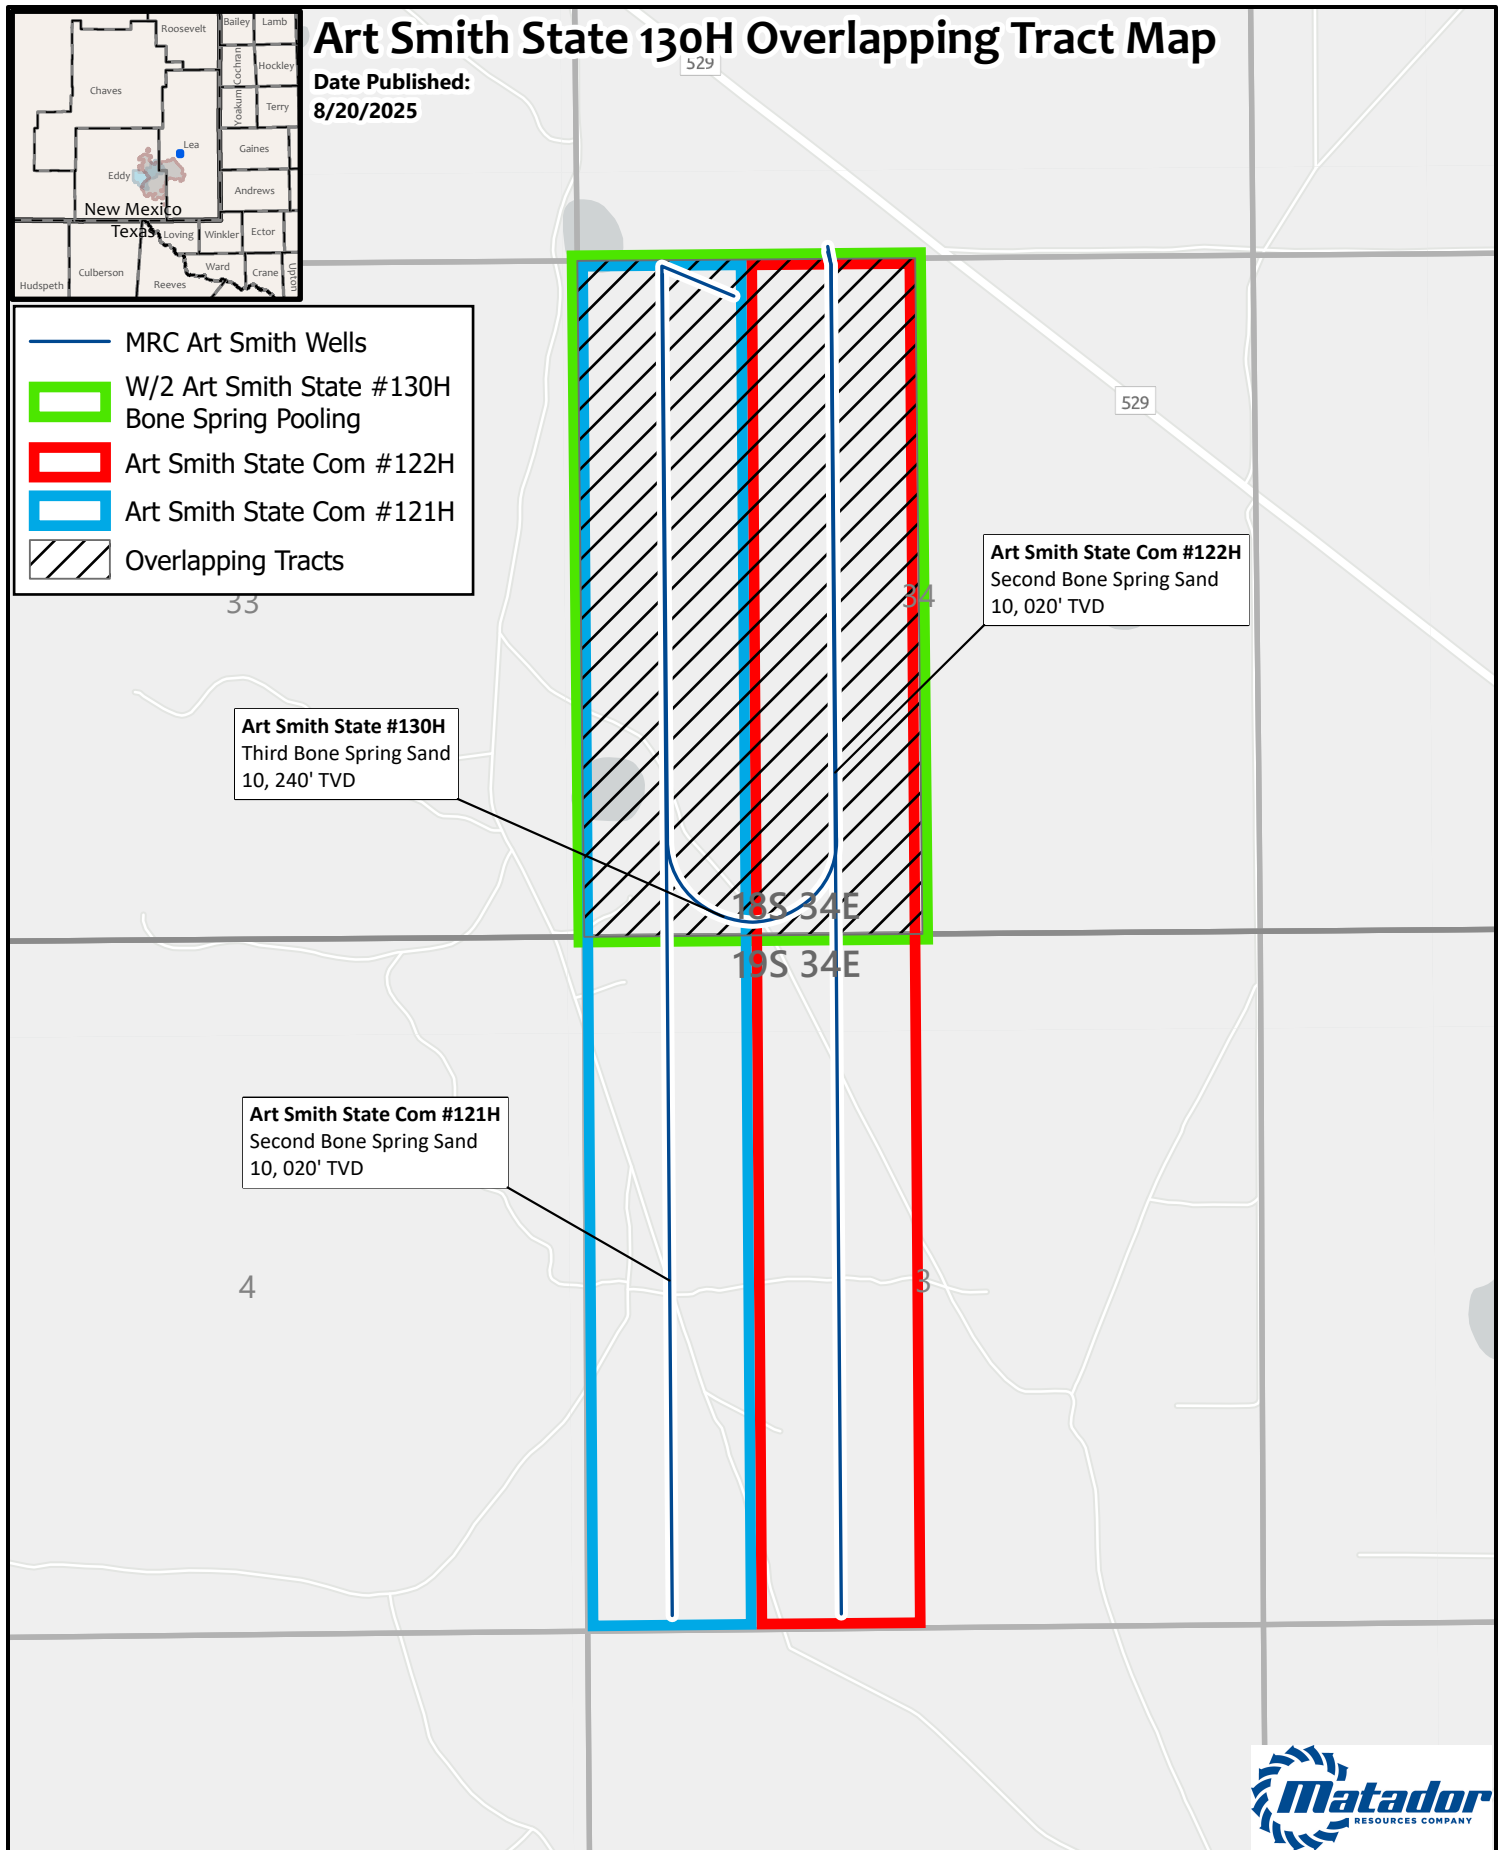 Art Smith State 130H Overlapping Tract Map
Date Published:
8/20/2025
Roosevelt
Bailey
Lamb
Cochran
Hockley
Chaves
Yoakum
Terry
Lea
Gaines
Eddy
Andrews
New Mexico
Texas
Loving
Winkler
Ector
Culberson
Ward
Crane
Upton
Hudspeth
Reeves
529
MRC Art Smith Wells
W/2 Art Smith State #130H
Bone Spring Pooling
Art Smith State Com #122H
Art Smith State Com #121H
Overlapping Tracts
529
33
34
Art Smith State Com #122H
Second Bone Spring Sand
10, 020' TVD
Art Smith State #130H
Third Bone Spring Sand
10, 240' TVD
18S 34E
19S 34E
Art Smith State Com #121H
Second Bone Spring Sand
10, 020' TVD
4
3
Matador
RESOURCES COMPANY